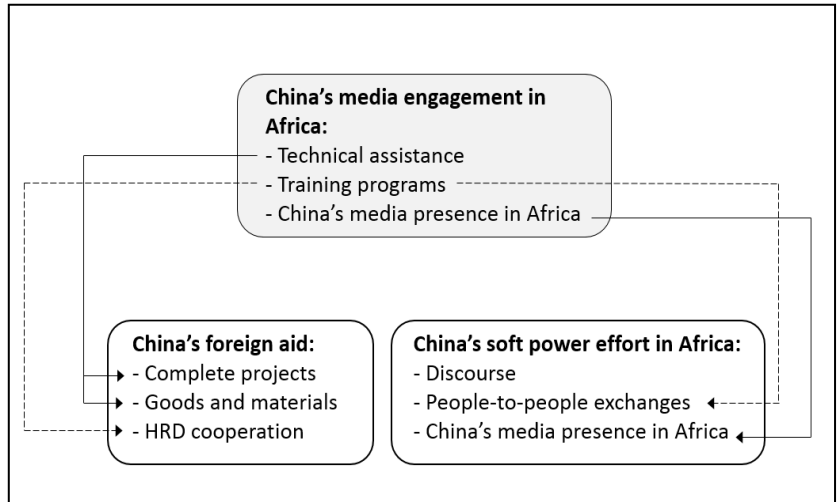 China’s media engagement in
Africa:
- Technical assistance
- Training programs
- China’s media presence in Africa
China’s foreign aid:
- Complete projects
- Goods and materials
- HRD cooperation
China’s soft power effort in Africa:
- Discourse
- People-to-people exchanges
- China’s media presence in Africa